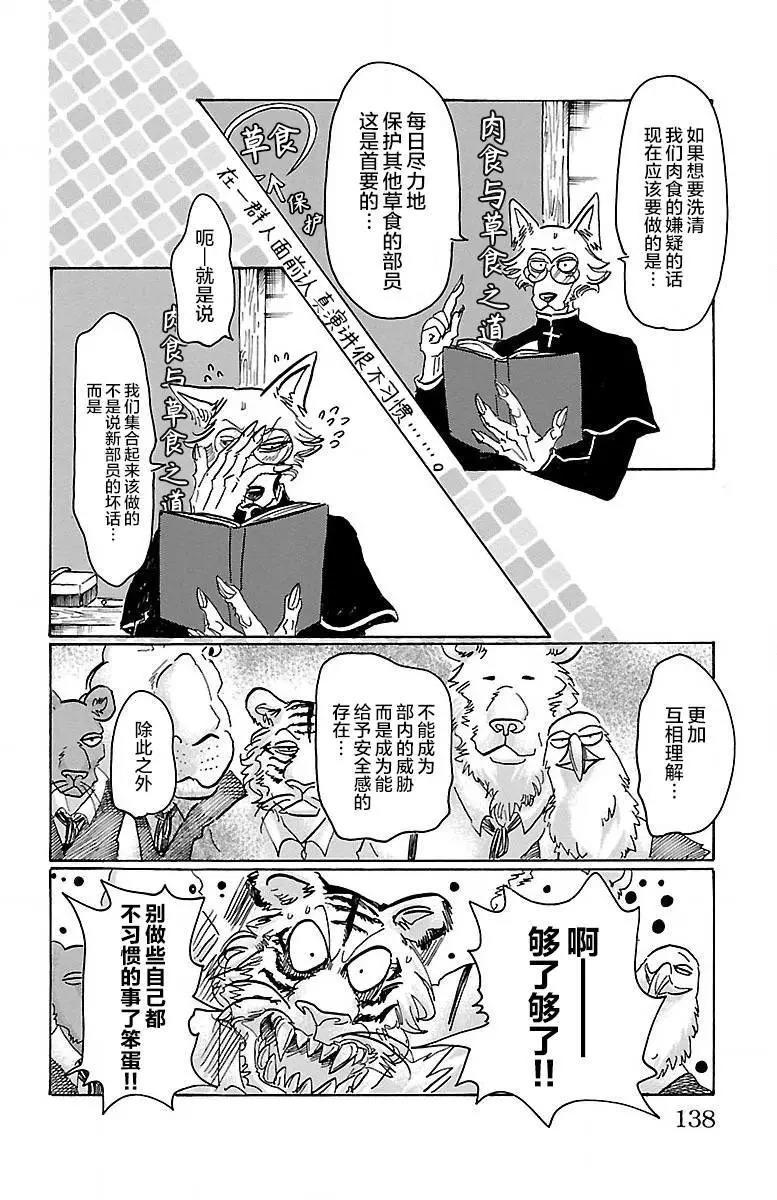 如果想要洗清
我们肉食的嫌疑的话
现在应该要做的是…
每日尽力地
保护其他草食的部员
这是首要的…
肉食与草食之道
草食
个保护
在一群人面前认真演讲很不习惯……。
呃—就是说
肉食与草食之道
我们集合起来该做的
不是说新部员的坏话…
而是
更加
互相理解…
不能成为
部内的威胁
而是成为能
给予安全感的
存在…
除此之外
啊——
够了够了!!
别做些自己都
不习惯的事了笨蛋!!
138